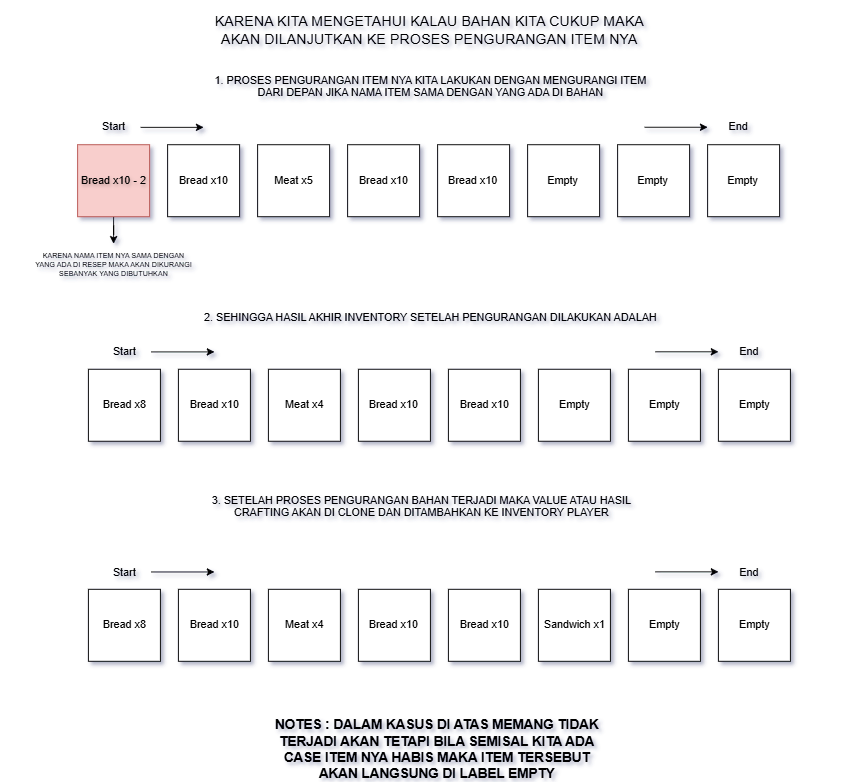 KARENA KITA MENGETAHUI KALAU BAHAN KITA CUKUP MAKA
AKAN DILANJUTKAN KE PROSES PENGURANGAN ITEM NYA
1. PROSES PENGURANGAN ITEM NYA KITA LAKUKAN DENGAN MENGURANGI ITEM
DARI DEPAN JIKA NAMA ITEM SAMA DENGAN YANG ADA DI BAHAN
Start
End
Bread x10 - 2
Bread x10
Meat x5
Bread x10
Bread x10
Empty
Empty
Empty
KARENA NAMA ITEM NYA SAMA DENGAN
YANG ADA DI RESEP MAKA AKAN DIKURANGI
SEBANYAK YANG DIBUTUHKAN
2. SEHINGGA HASIL AKHIR INVENTORY SETELAH PENGURANGAN DILAKUKAN ADALAH
Start
End
Bread x8
Bread x10
Meat x4
Bread x10
Bread x10
Empty
Empty
Empty
3. SETELAH PROSES PENGURANGAN BAHAN TERJADI MAKA VALUE ATAU HASIL
CRAFTING AKAN DI CLONE DAN DITAMBAHKAN KE INVENTORY PLAYER
Start
End
Bread x8
Bread x10
Meat x4
Bread x10
Bread x10
Sandwich x1
Empty
Empty
NOTES : DALAM KASUS DI ATAS MEMANG TIDAK
TERJADI AKAN TETAPI BILA SEMISAL KITA ADA
CASE ITEM NYA HABIS MAKA ITEM TERSEBUT
AKAN LANGSUNG DI LABEL EMPTY